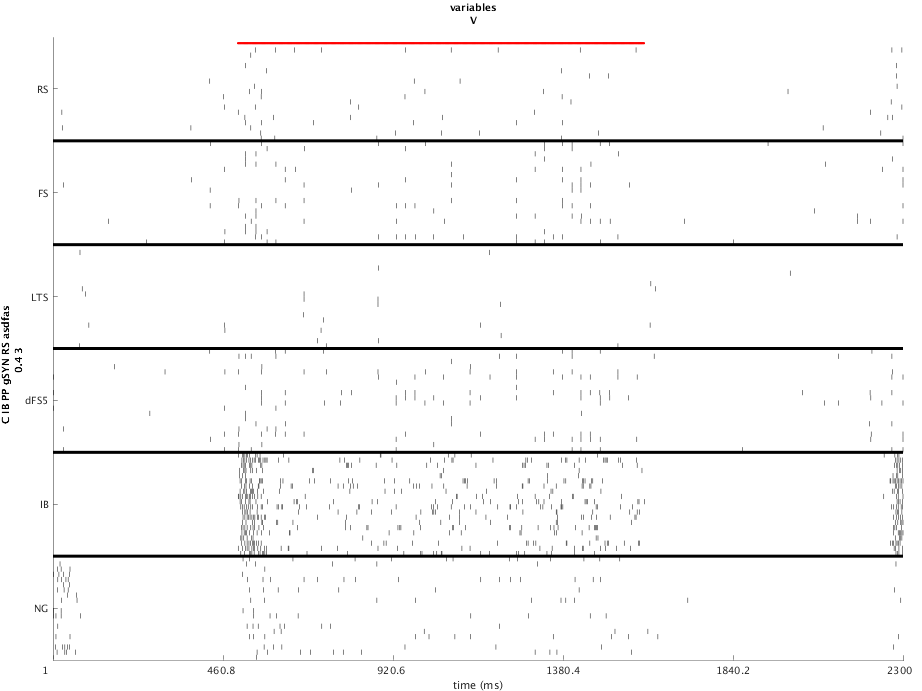 variables
V
RS
FS
LTS
dFS5
IB
NG
C IB PP gSYN RS asdfas
0.4 3
1
460.8
920.6
1380.4
1840.2
2300
time (ms)